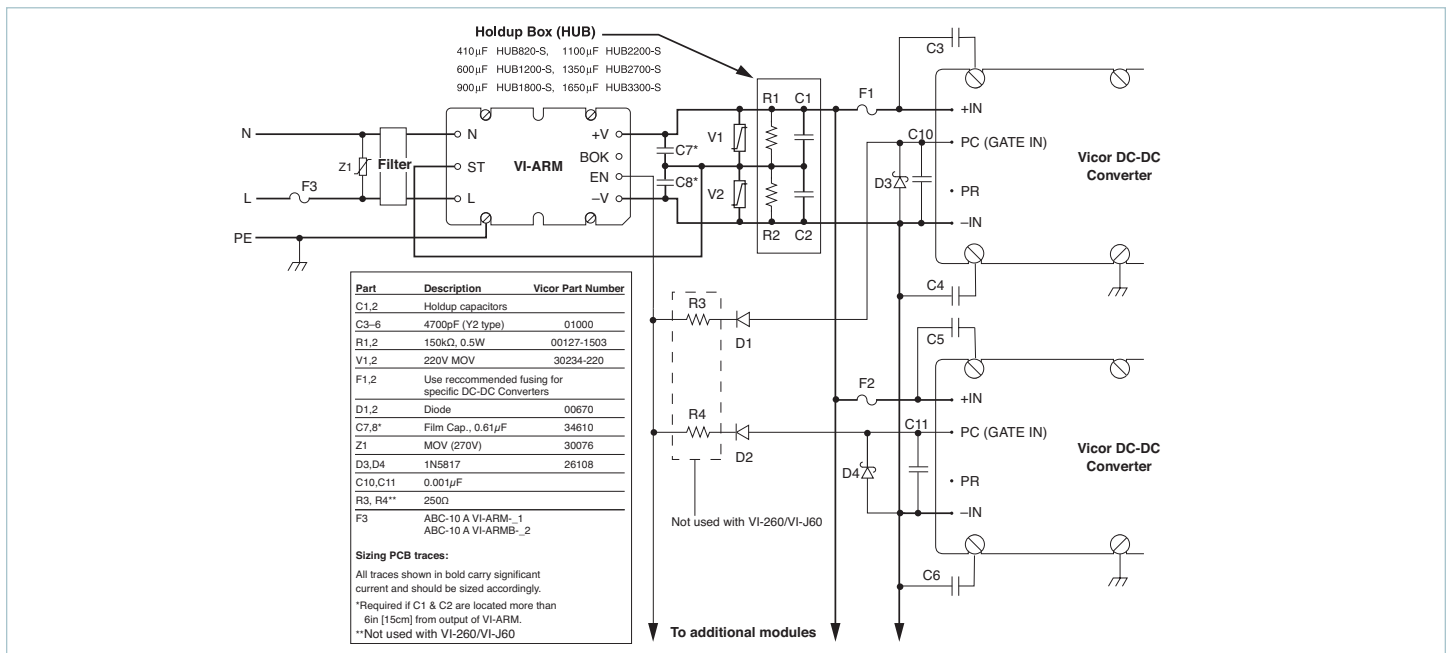 Holdup Box (HUB)
410µF HUB820-S, 1100µF HUB2200-S
600µF HUB1200-S, 1350µF HUB2700-S
900µF HUB1800-S, 1650µF HUB3300-S
C3
F1
R1
C1
+IN
N
N
+V
V1
C7*
C10
PC (GATE IN)
Z1
Filter
ST
VI-ARM
BOK
Vicor DC-DC
Converter
EN
C8*
D3
PR
L
F3
L
–V
V2
–IN
PE
R2
C2
C4
R3
D1
C5
F2
+IN
R4
C11
PC (GATE IN)
D2
Vicor DC-DC
Converter
D4
PR
–IN
Not used with VI-260/VI-J60
C6
To additional modules
Part Description Vicor Part Number
C1,2 Holdup capacitors
C3–6 4700pF (Y2 type) 01000
R1,2 150kΩ, 0.5W 00127-1503
V1,2 220V MOV 30234-220
F1,2 Use reccommended fusing for
specific DC-DC Converters
D1,2 Diode 00670
C7,8* Film Cap., 0.61µF 34610
Z1 MOV (270V) 30076
D3,D4 1N5817 26108
C10,C11 0.001µF
R3, R4** 250Ω
F3 ABC-10 A VI-ARM-_1
ABC-10 A VI-ARMB-_2
Sizing PCB traces:
All traces shown in bold carry significant
current and should be sized accordingly.
*Required if C1 & C2 are located more than
6in [15cm] from output of VI-ARM.
**Not used with VI-260/VI-J60